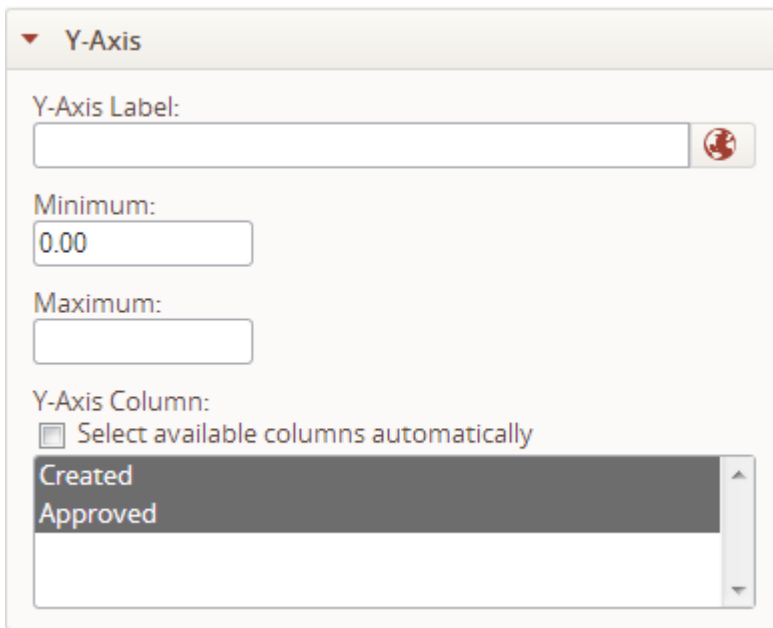 Y-Axis
Y-Axis Label:
Minimum:
0.00
Maximum:
Y-Axis Column:
Select available columns automatically
Created
Approved